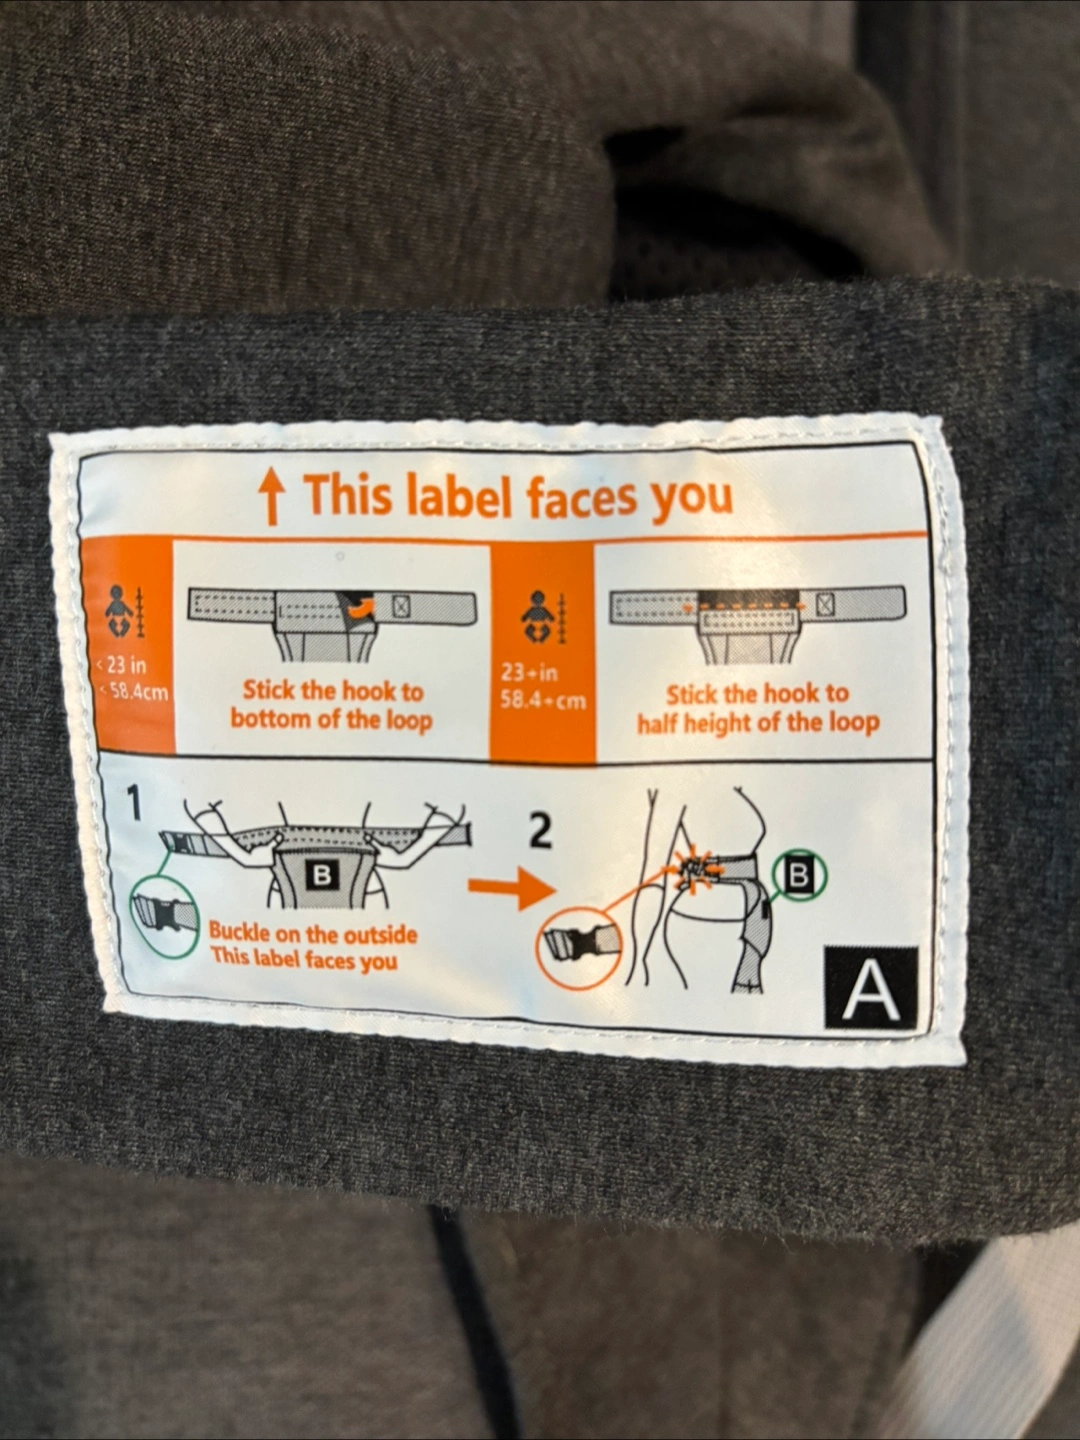 This label faces you
< 23 in
< 58.4cm
Stick the hook to
bottom of the loop
23+in
58.4+cm
Stick the hook to
half height of the loop
1
B
Buckle on the outside
This label faces you
2
B
A